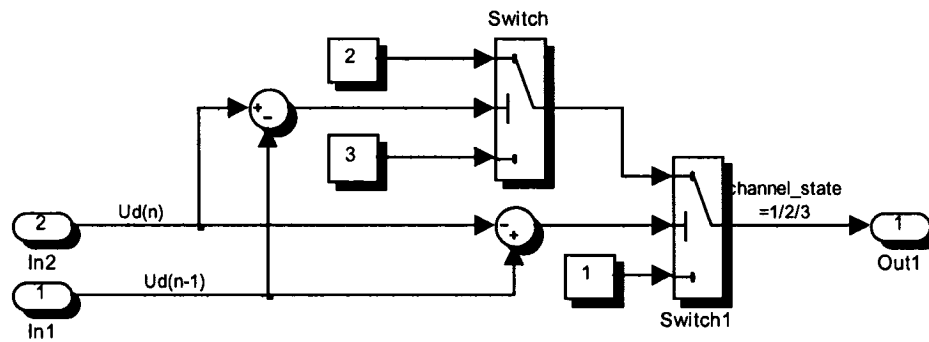 Switch
2
+
-
3
channel_state
=1/2/3
Ud(n)
2
-
+
1
In2
1
Out1
Ud(n-1)
1
In1
Switch1